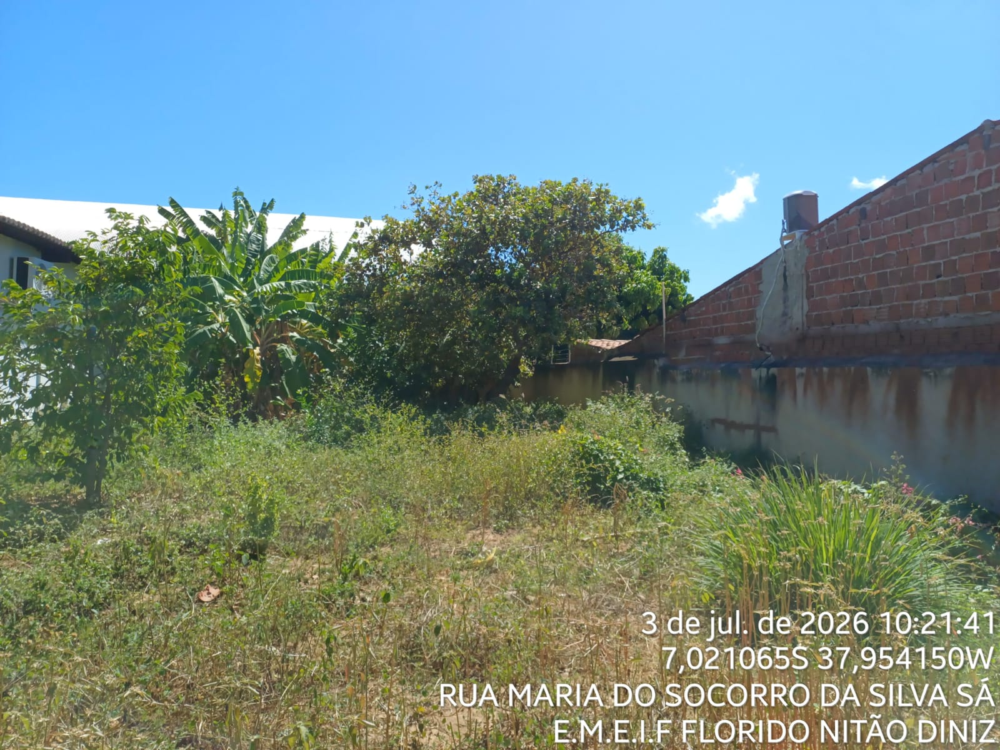 3 de jul. de 2026 10:21:41
7,021065S 37,954150W
RUA MARIA DO SOCORRO DA SILVA SÁ
E.M.E.I.F FLORIDO NITÃO DINIZ